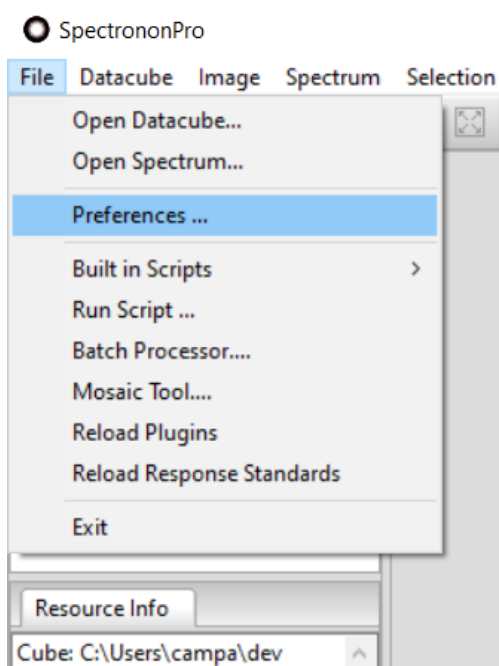 SpectrononPro
File Datacube Image Spectrum Selection
Open Datacube...
Open Spectrum...
Preferences ...
Built in Scripts
Run Script ...
Batch Processor....
Mosaic Tool....
Reload Plugins
Reload Response Standards
Exit
Resource Info
Cube: C:\Users\campa\dev